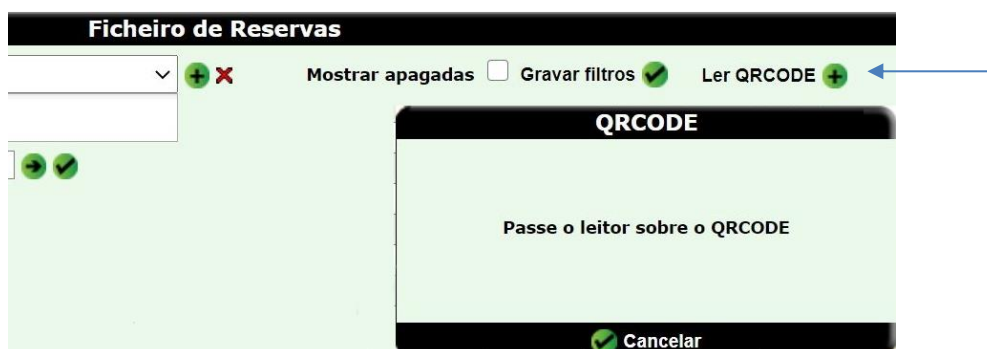 Ficheiro de Reservas
Mostrar apagadas Gravar filtros Ler QRCODE
QRCODE
Passe o leitor sobre o QRCODE
Cancelar